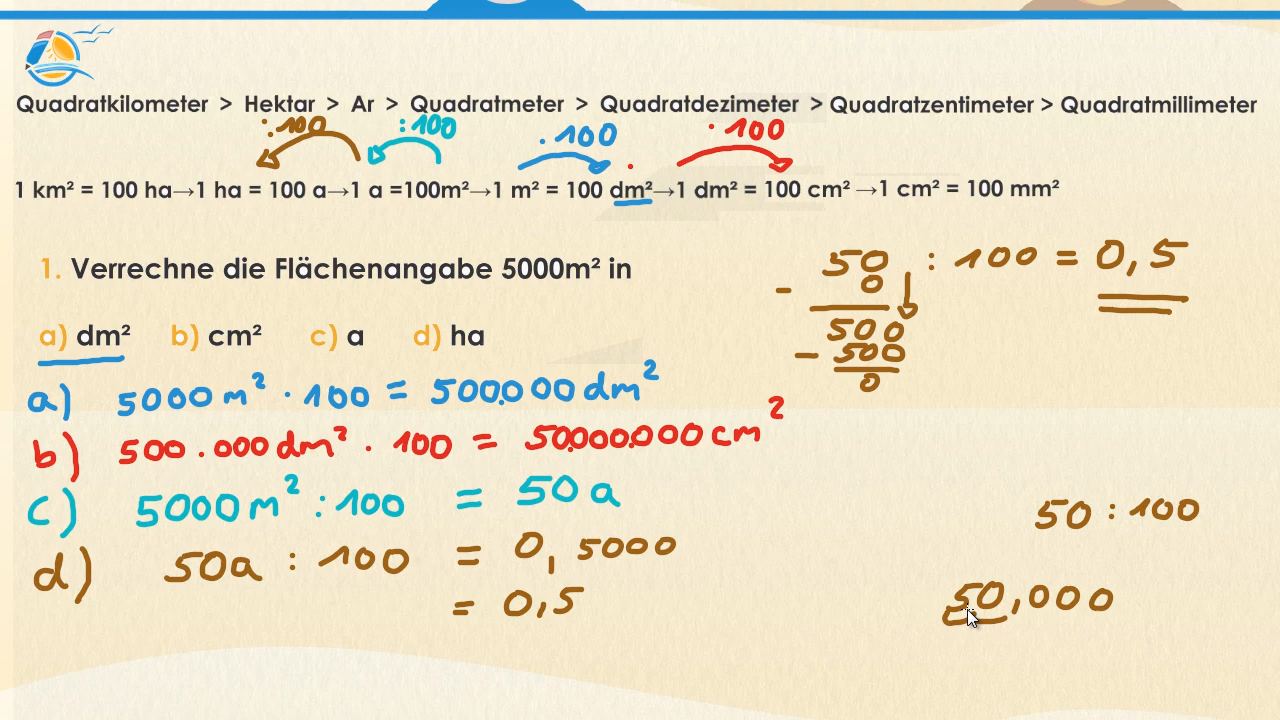 Quadratkilometer > Hektar > Ar > Quadratmeter > Quadratdezimeter > Quadratzentimeter > Quadratmillimeter
:100 :100 · 100 · 100
1 km² = 100 ha→1 ha = 100 a→1 a =100m²→1 m² = 100 dm²→1 dm² = 100 cm² →1 cm² = 100 mm²
1. Verrechne die Flächenangabe 5000m² in
a) dm² b) cm² c) a d) ha
50 : 100 = 0,5
- 0
500
- 500
0
a) 5000 m² · 100 = 500.000 dm²
b) 500.000 dm² · 100 = 50.000.000 cm²
c) 5000 m² : 100 = 50 a
d) 50a : 100 = 0,5000
= 0,5
50 : 100
50,000